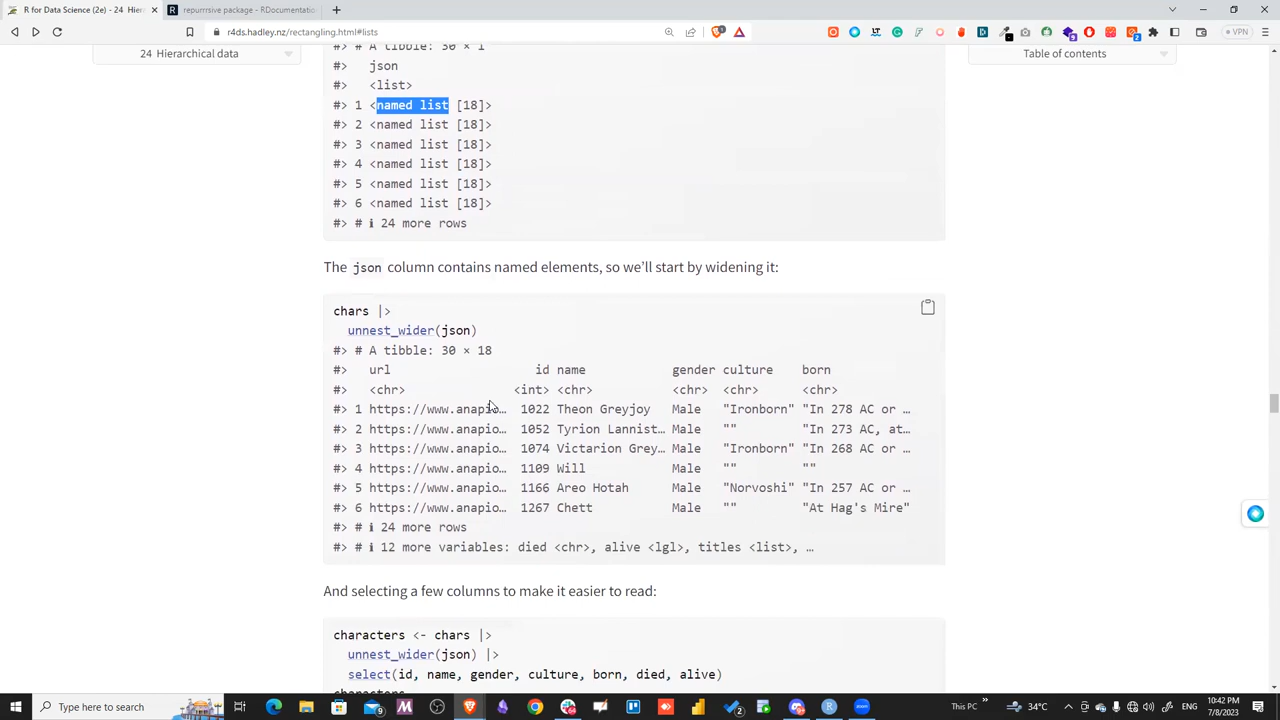 R for Data Science (2e) - 24 Hiera
repurrrsive package - RDocumentatio
r4ds.hadley.nz/rectangling.html#lists
VPN
24 Hierarchical data
Table of contents
#> # A tibble: 30 × 1
#> json
#> <list>
#> 1 <named list [18]>
#> 2 <named list [18]>
#> 3 <named list [18]>
#> 4 <named list [18]>
#> 5 <named list [18]>
#> 6 <named list [18]>
#> # ℹ 24 more rows
The json column contains named elements, so we'll start by widening it:
chars |>
unnest_wider(json)
#> # A tibble: 30 × 18
#> url id name gender culture born
#> <chr> <int> <chr> <chr> <chr> <chr>
#> 1 https://www.anapio… 1022 Theon Greyjoy Male "Ironborn" "In 278 AC or …
#> 2 https://www.anapio… 1052 Tyrion Lannist… Male "" "In 273 AC, at…
#> 3 https://www.anapio… 1074 Victarion Grey… Male "Ironborn" "In 268 AC or …
#> 4 https://www.anapio… 1109 Will Male "" ""
#> 5 https://www.anapio… 1166 Areo Hotah Male "Norvoshi" "In 257 AC or …
#> 6 https://www.anapio… 1267 Chett Male "" "At Hag's Mire"
#> # ℹ 24 more rows
#> # ℹ 12 more variables: died <chr>, alive <lgl>, titles <list>, …
And selecting a few columns to make it easier to read:
characters <- chars |>
unnest_wider(json) |>
select(id, name, gender, culture, born, died, alive)
characters
Type here to search
This PC
34°C
10:42 PM
7/8/2023